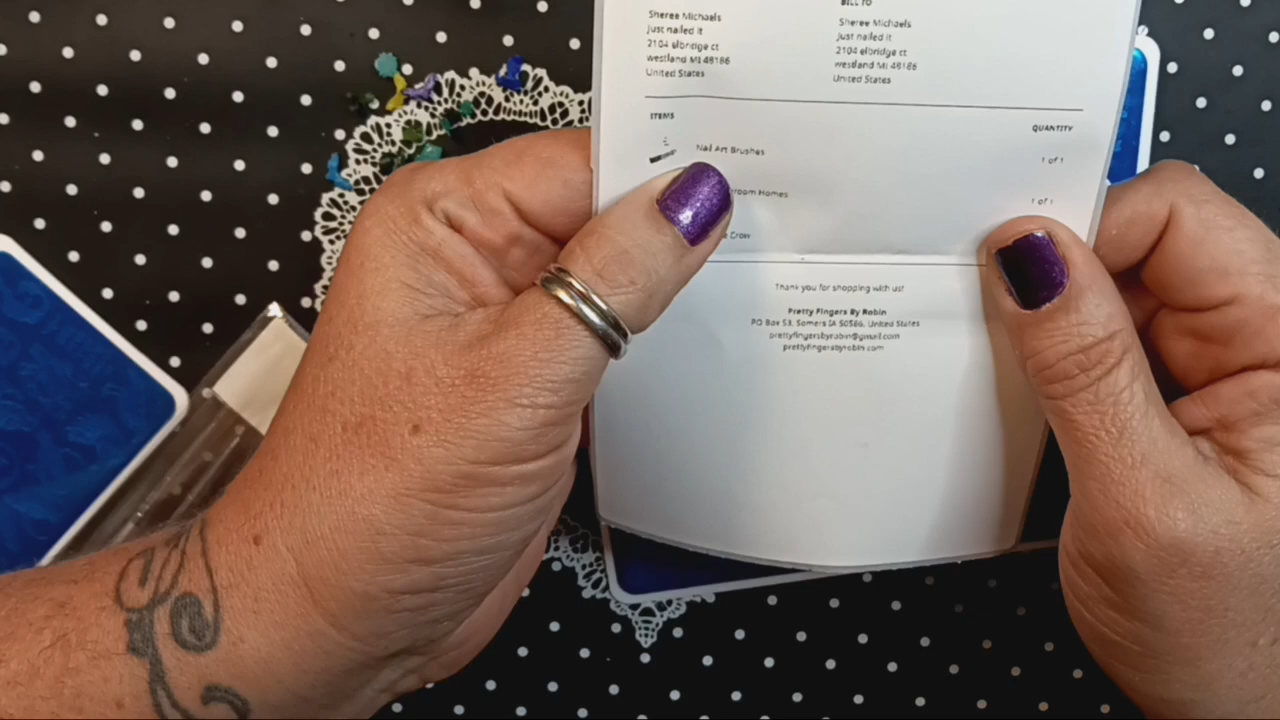 BILL TO
Sheree Michaels
Just nailed it
2104 elbridge ct
westland MI 48186
United States
Sheree Michaels
Just nailed it
2104 elbridge ct
westland MI 48186
United States
ITEMS
QUANTITY
Nail Art Brushes
1 of 1
room Homes
1 of 1
Crow
Thank you for shopping with us!
Pretty Fingers By Robin
PO Box 53, Somers IA 50586, United States
prettyfingersbyrobin@gmail.com
prettyfingersbyrobin.com